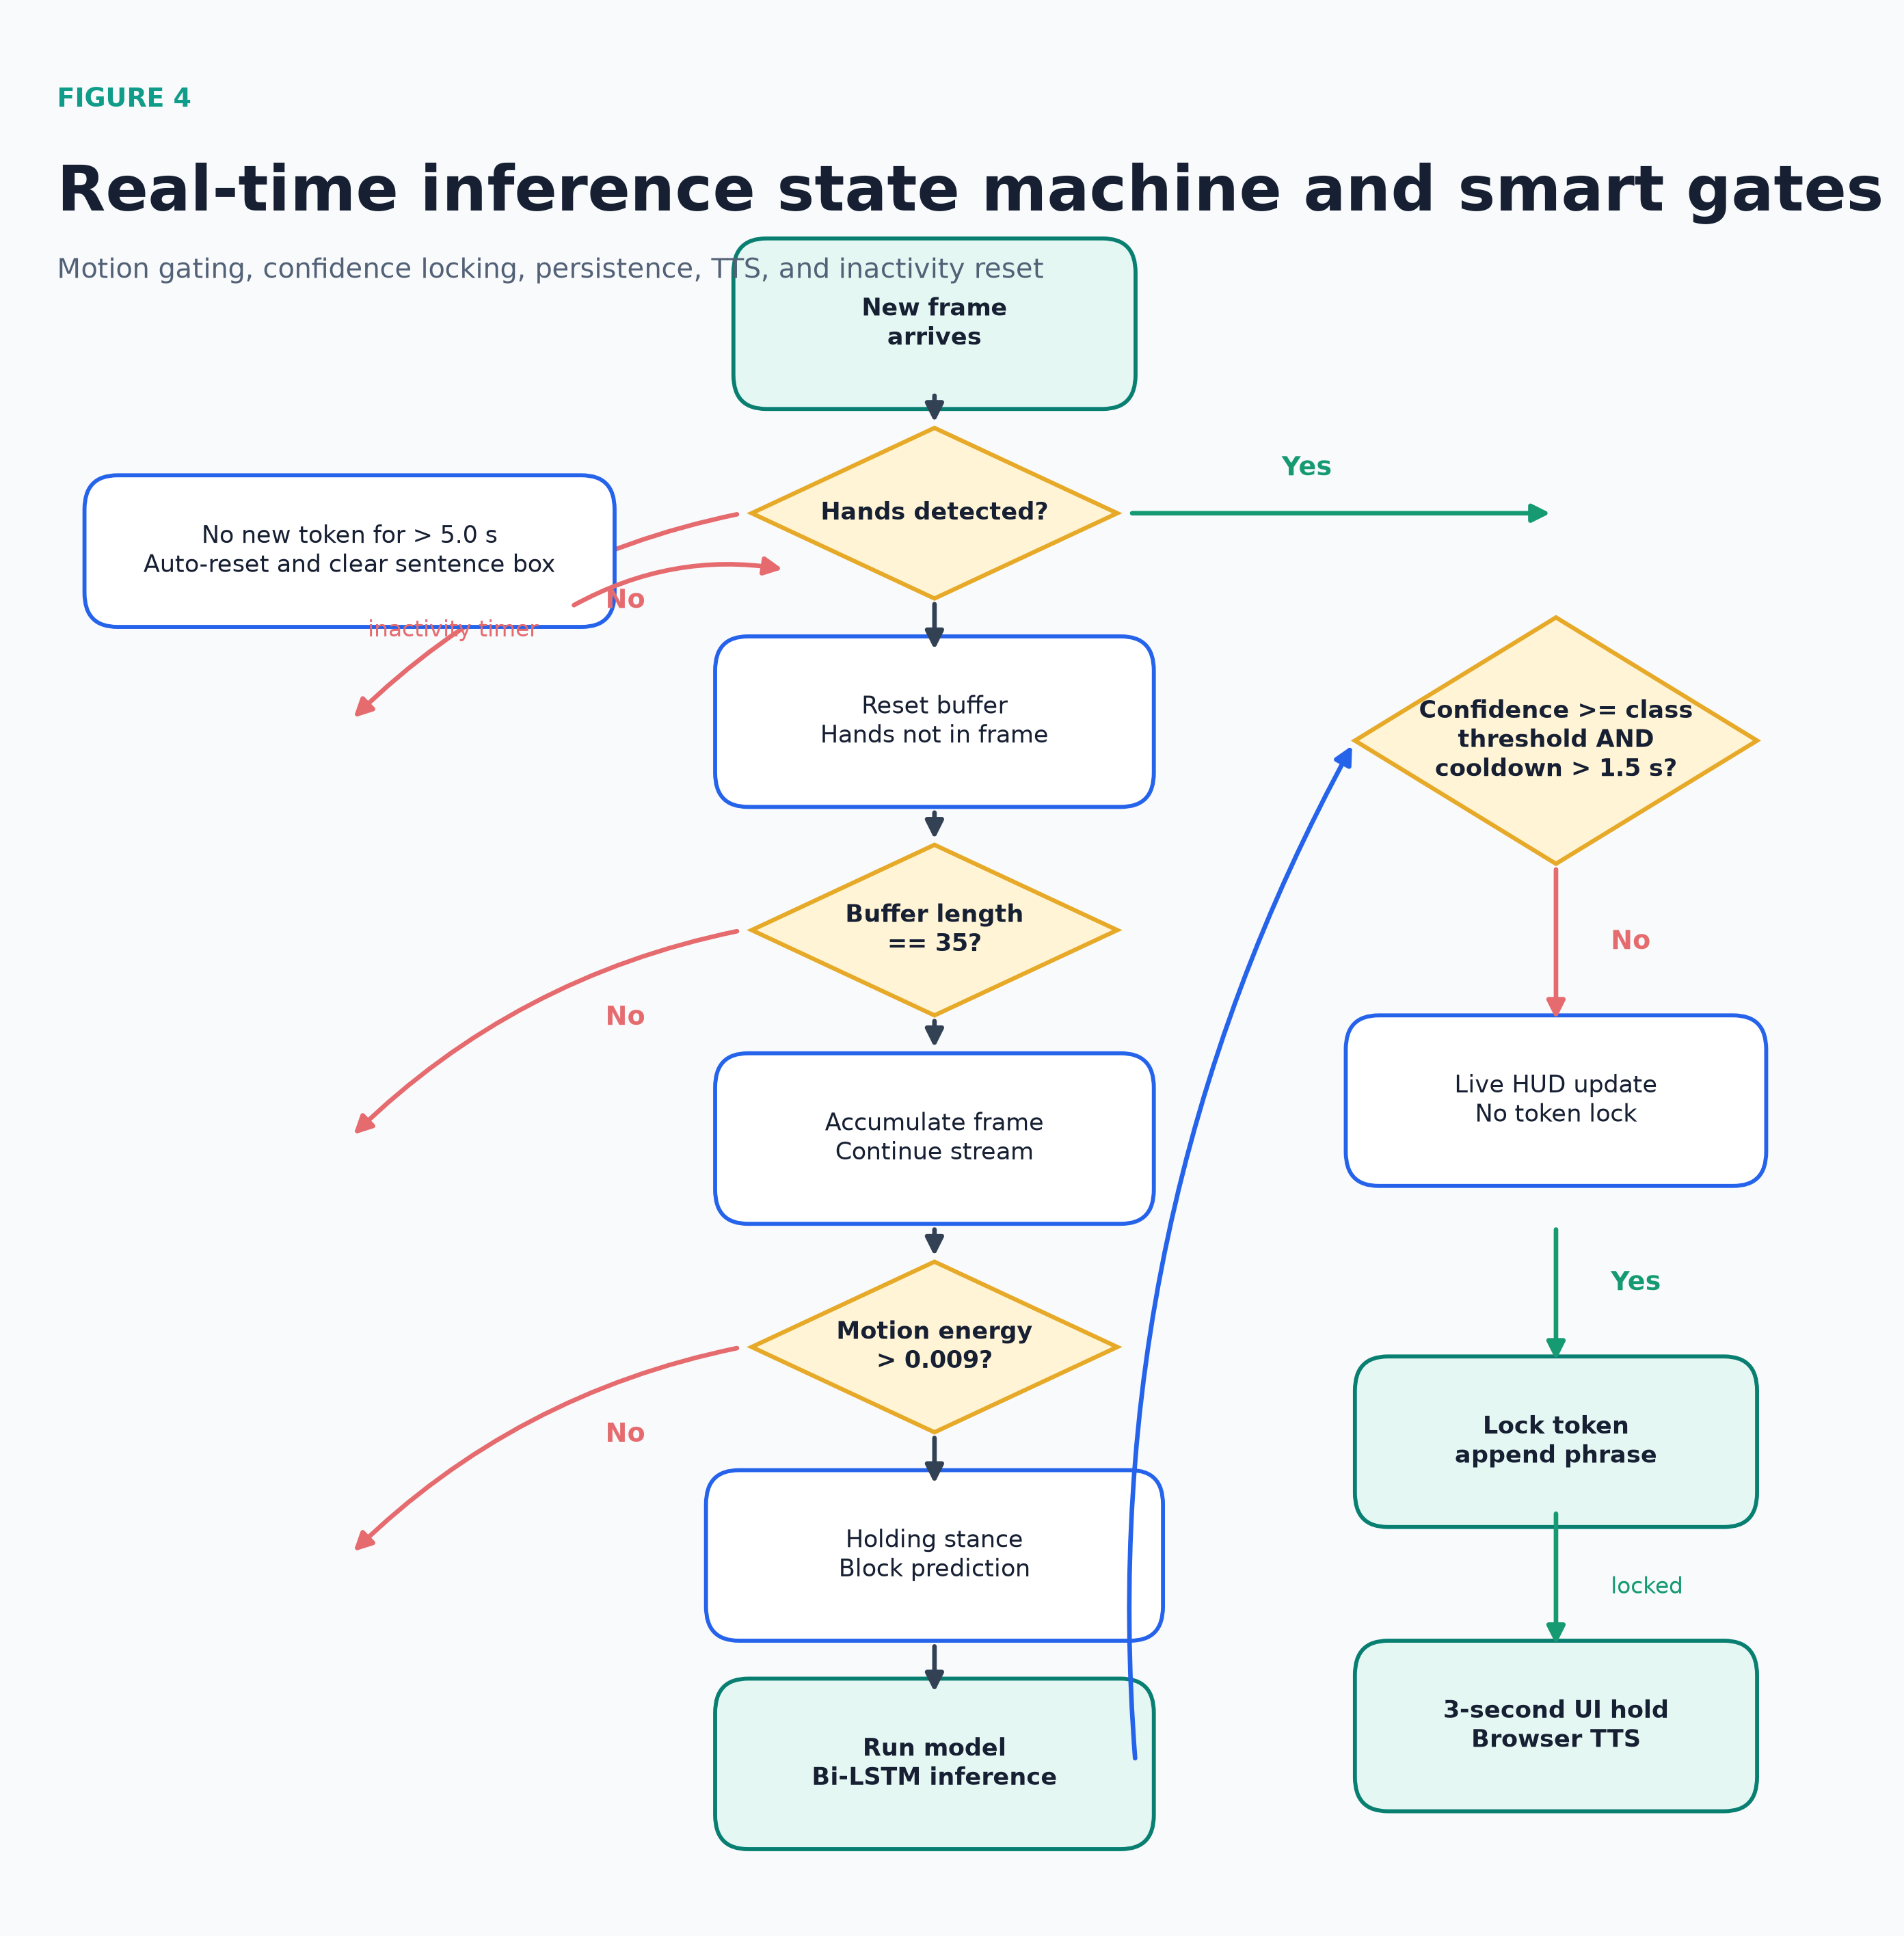 FIGURE 4
Real-time inference state machine and smart gates
Motion gating, confidence locking, persistence, TTS, and inactivity reset
New frame
arrives
Hands detected?
Yes
No new token for > 5.0 s
Auto-reset and clear sentence box
No
inactivity timer
Reset buffer
Hands not in frame
Buffer length
== 35?
No
Accumulate frame
Continue stream
Motion energy
> 0.009?
No
Holding stance
Block prediction
Run model
Bi-LSTM inference
Confidence >= class
threshold AND
cooldown > 1.5 s?
No
Live HUD update
No token lock
Yes
Lock token
append phrase
locked
3-second UI hold
Browser TTS